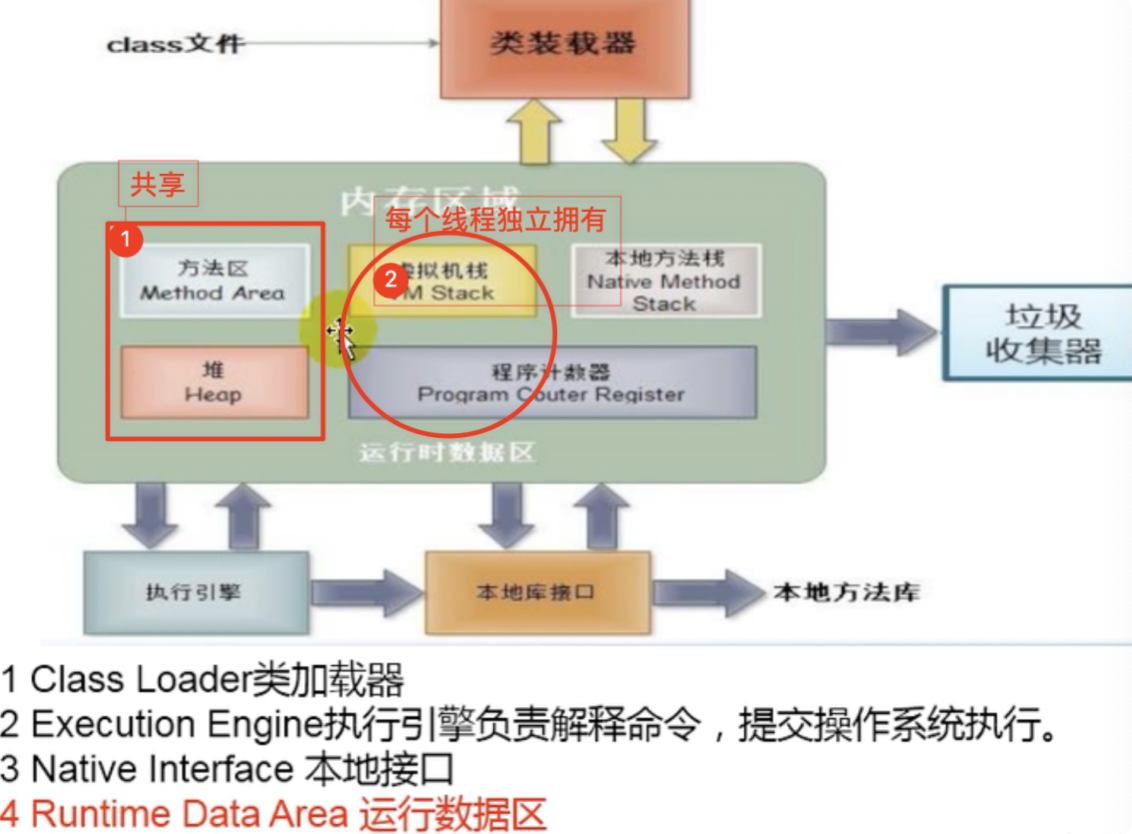 class文件
类装载器
共享
内存区域
每个线程独立拥有
1
方法区
Method Area
2
虚拟机栈
VM Stack
本地方法栈
Native Method
Stack
堆
Heap
程序计数器
Program Couter Register
运行时数据区
垃圾
收集器
执行引擎
本地库接口
本地方法库
1 Class Loader类加载器
2 Execution Engine执行引擎负责解释命令，提交操作系统执行。
3 Native Interface 本地接口
4 Runtime Data Area 运行数据区